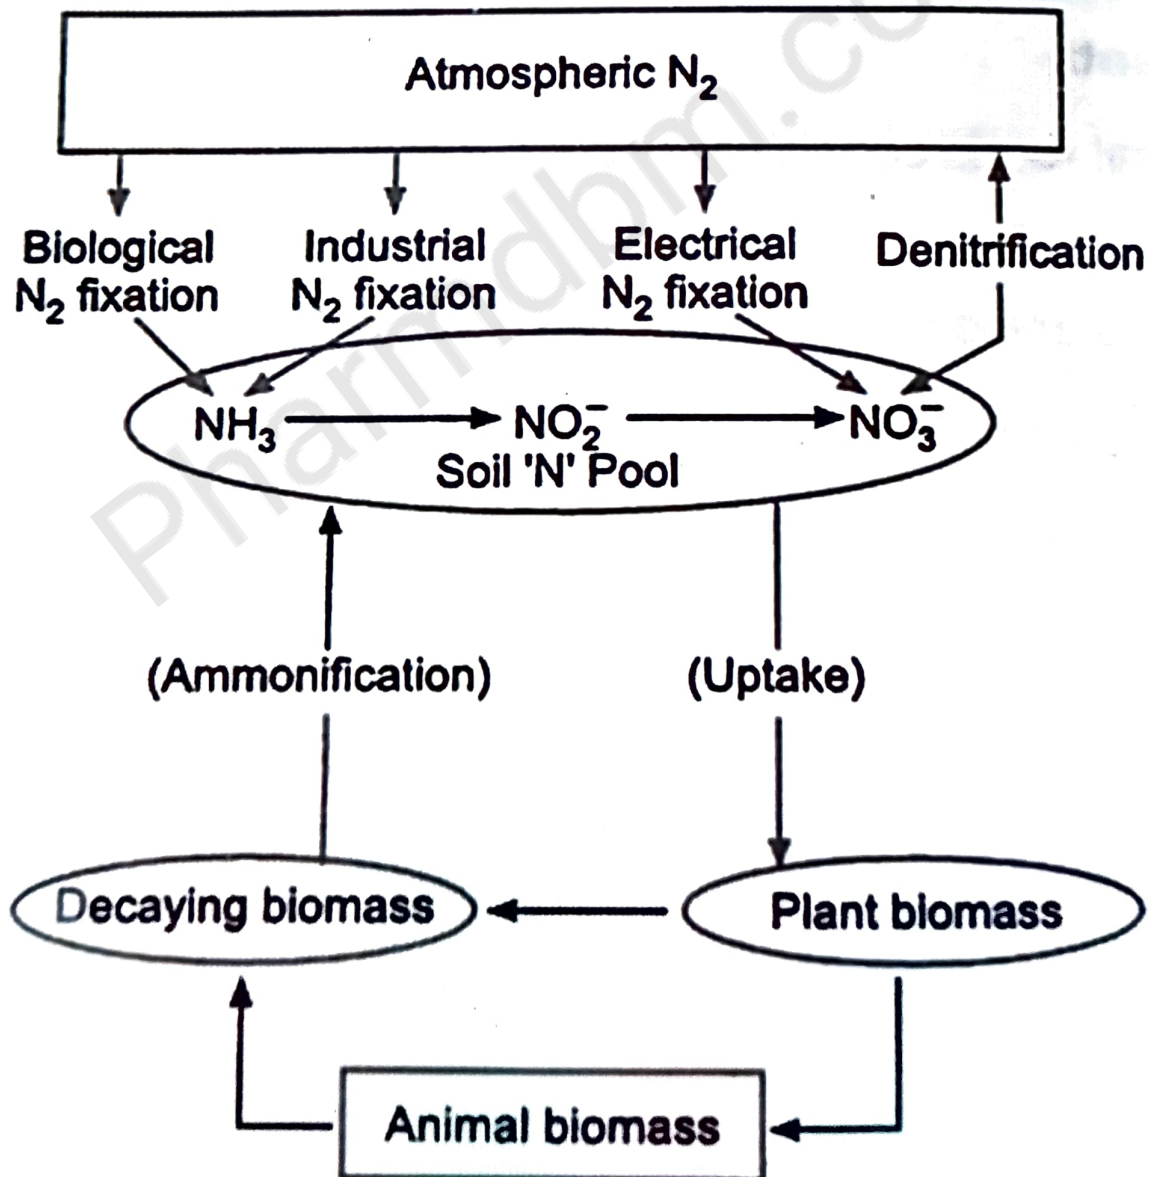 Atmospheric N₂
Biological
N₂ fixation
Industrial
N₂ fixation
Electrical
N₂ fixation
Denitrification
NH₃
NO₂⁻
NO₃⁻
Soil 'N' Pool
(Ammonification)
(Uptake)
Decaying biomass
Plant biomass
Animal biomass